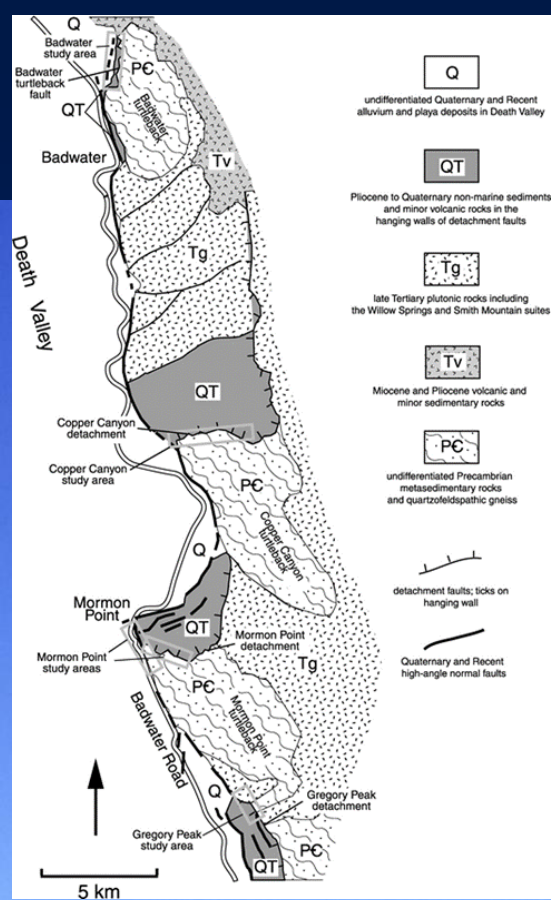 Q
Badwater
study area
Badwater
turtleback
fault
QT
Badwater
PЄ
Badwater
turtleback
Tv
Tg
Death Valley
QT
Copper Canyon
detachment
Copper Canyon
study area
PЄ
Copper Canyon
turtleback
Q
Mormon
Point
QT
Mormon Point
detachment
Mormon Point
study areas
PЄ
Mormon Point
turtleback
Tg
Badwater Road
Q
Gregory Peak
detachment
Gregory Peak
study area
QT
PЄ
5 km
Q
undifferentiated Quaternary and Recent
alluvium and playa deposits in Death Valley
QT
Pliocene to Quaternary non-marine sediments
and minor volcanic rocks in the
hanging walls of detachment faults
Tg
late Tertiary plutonic rocks including
the Willow Springs and Smith Mountain suites
Tv
Miocene and Pliocene volcanic and
minor sedimentary rocks
PЄ
undifferentiated Precambrian
metasedimentary rocks
and quartzofeldspathic gneiss
detachment faults; ticks on
hanging wall
Quaternary and Recent
high-angle normal faults